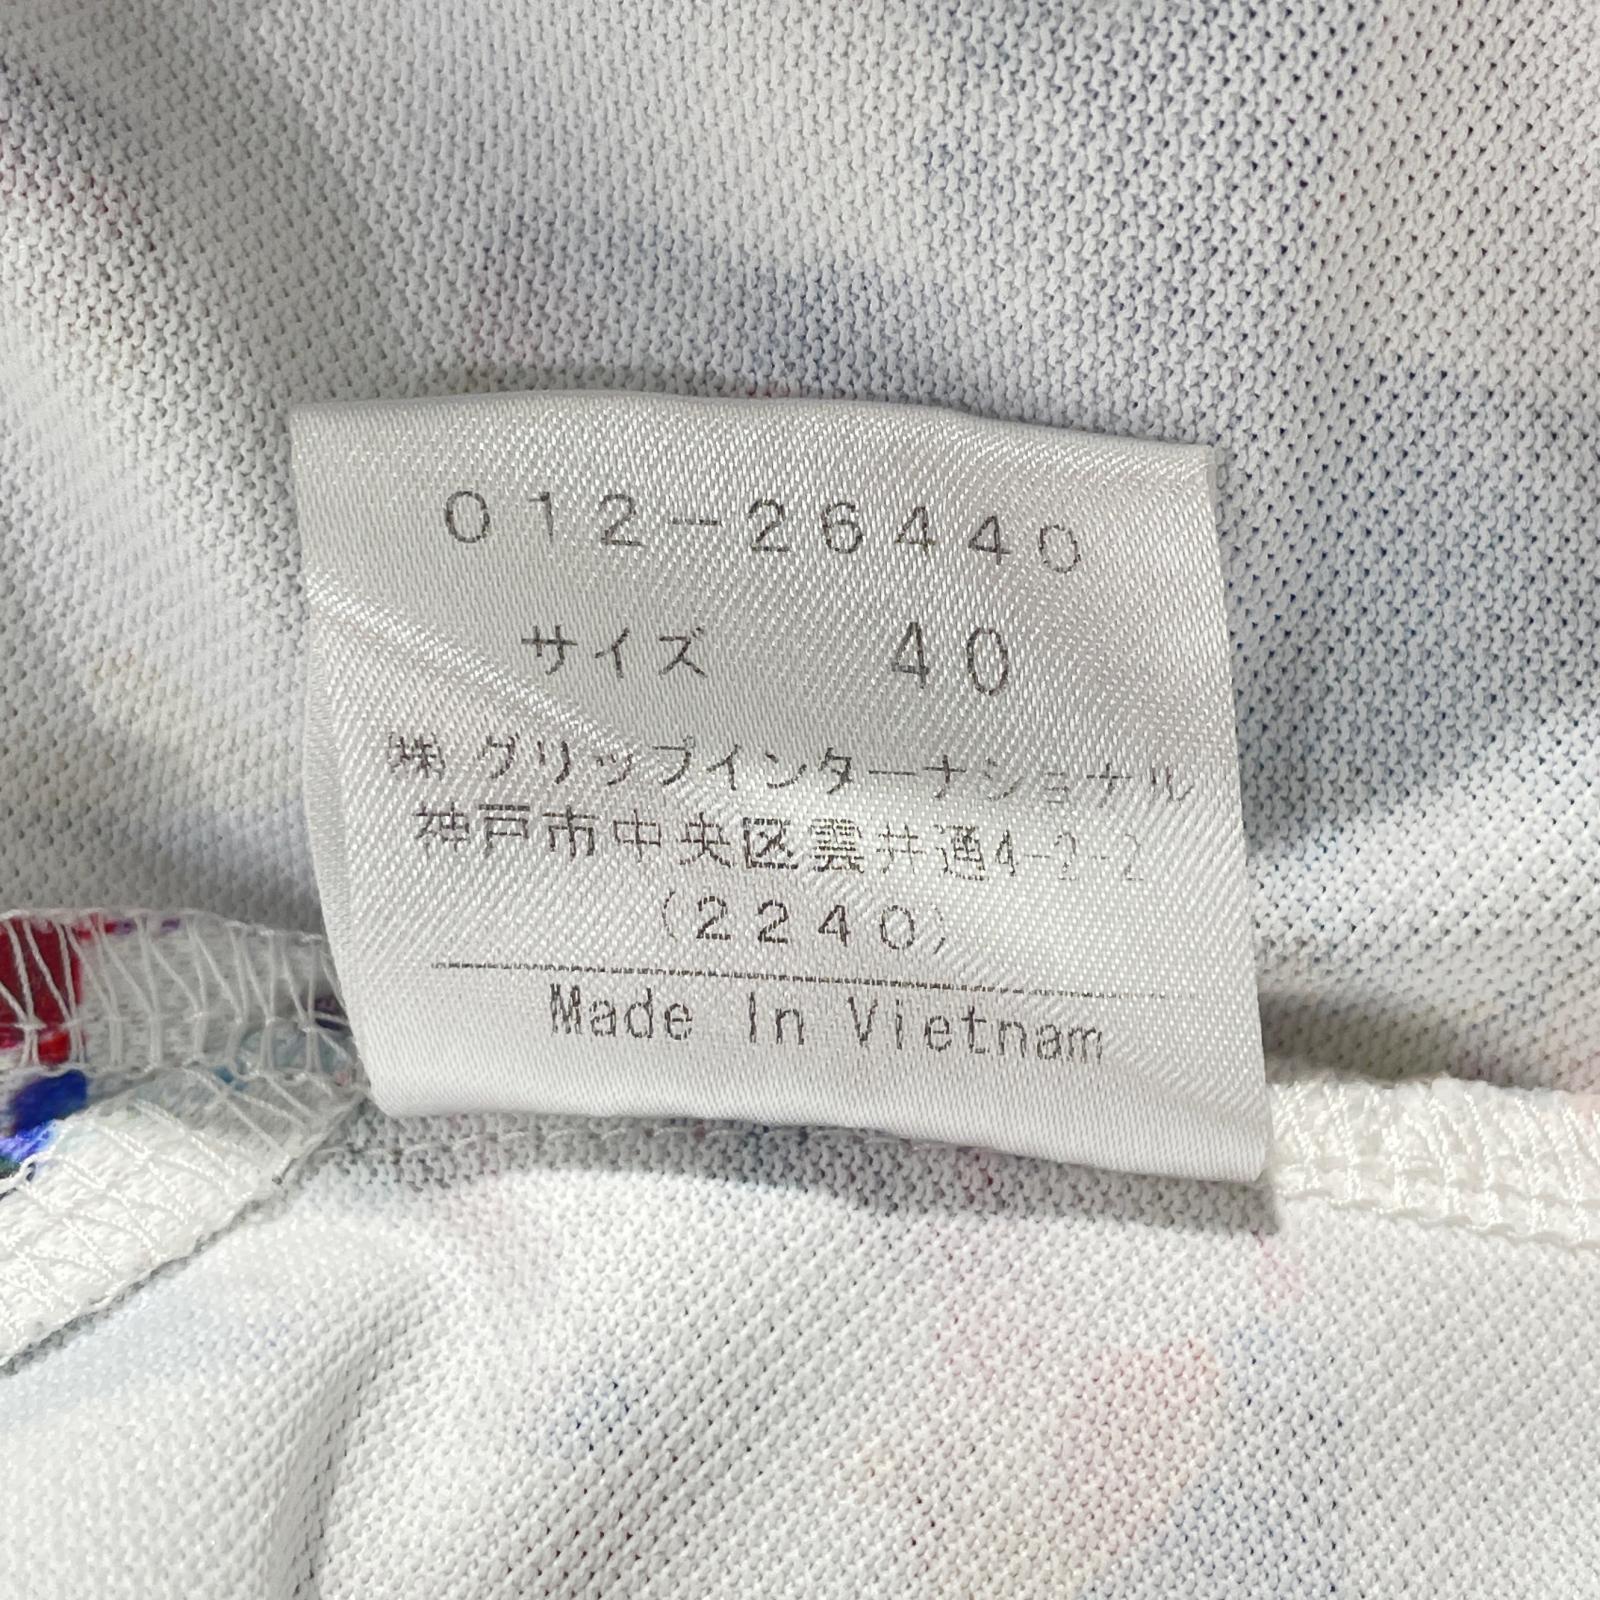 012-26440
サイズ 40
㈱グリップインターナショナル
神戸市中央区雲井通4-2-2
(2240)
Made In Vietnam